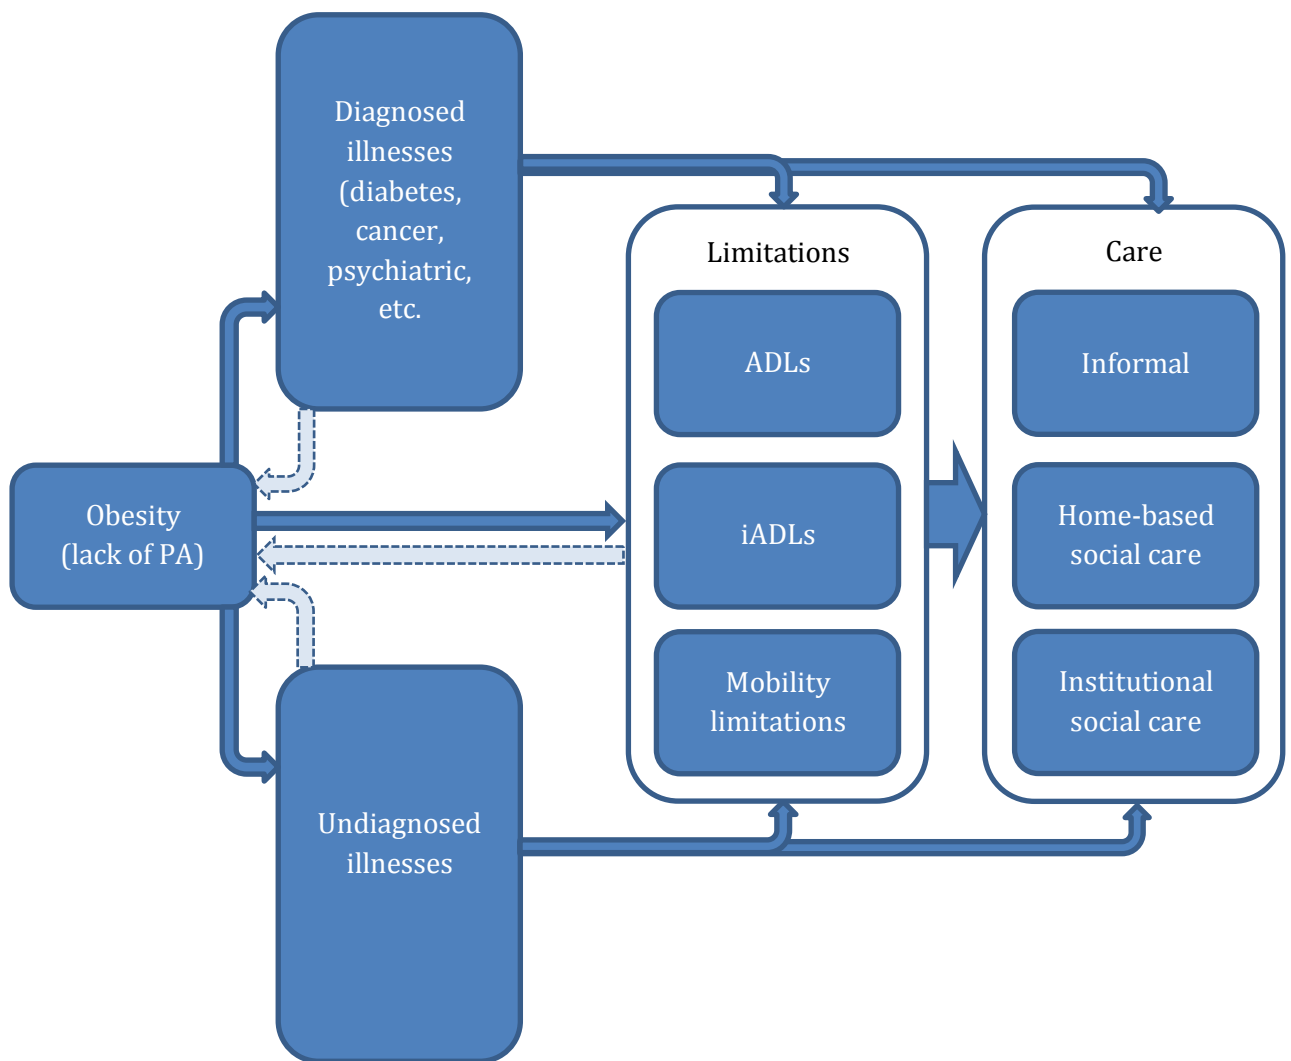 Diagnosed
illnesses
(diabetes,
cancer,
psychiatric,
etc.
Limitations
Care
ADLs
Informal
Obesity
(lack of PA)
iADLs
Home-based
social care
Mobility
limitations
Institutional
social care
Undiagnosed
illnesses